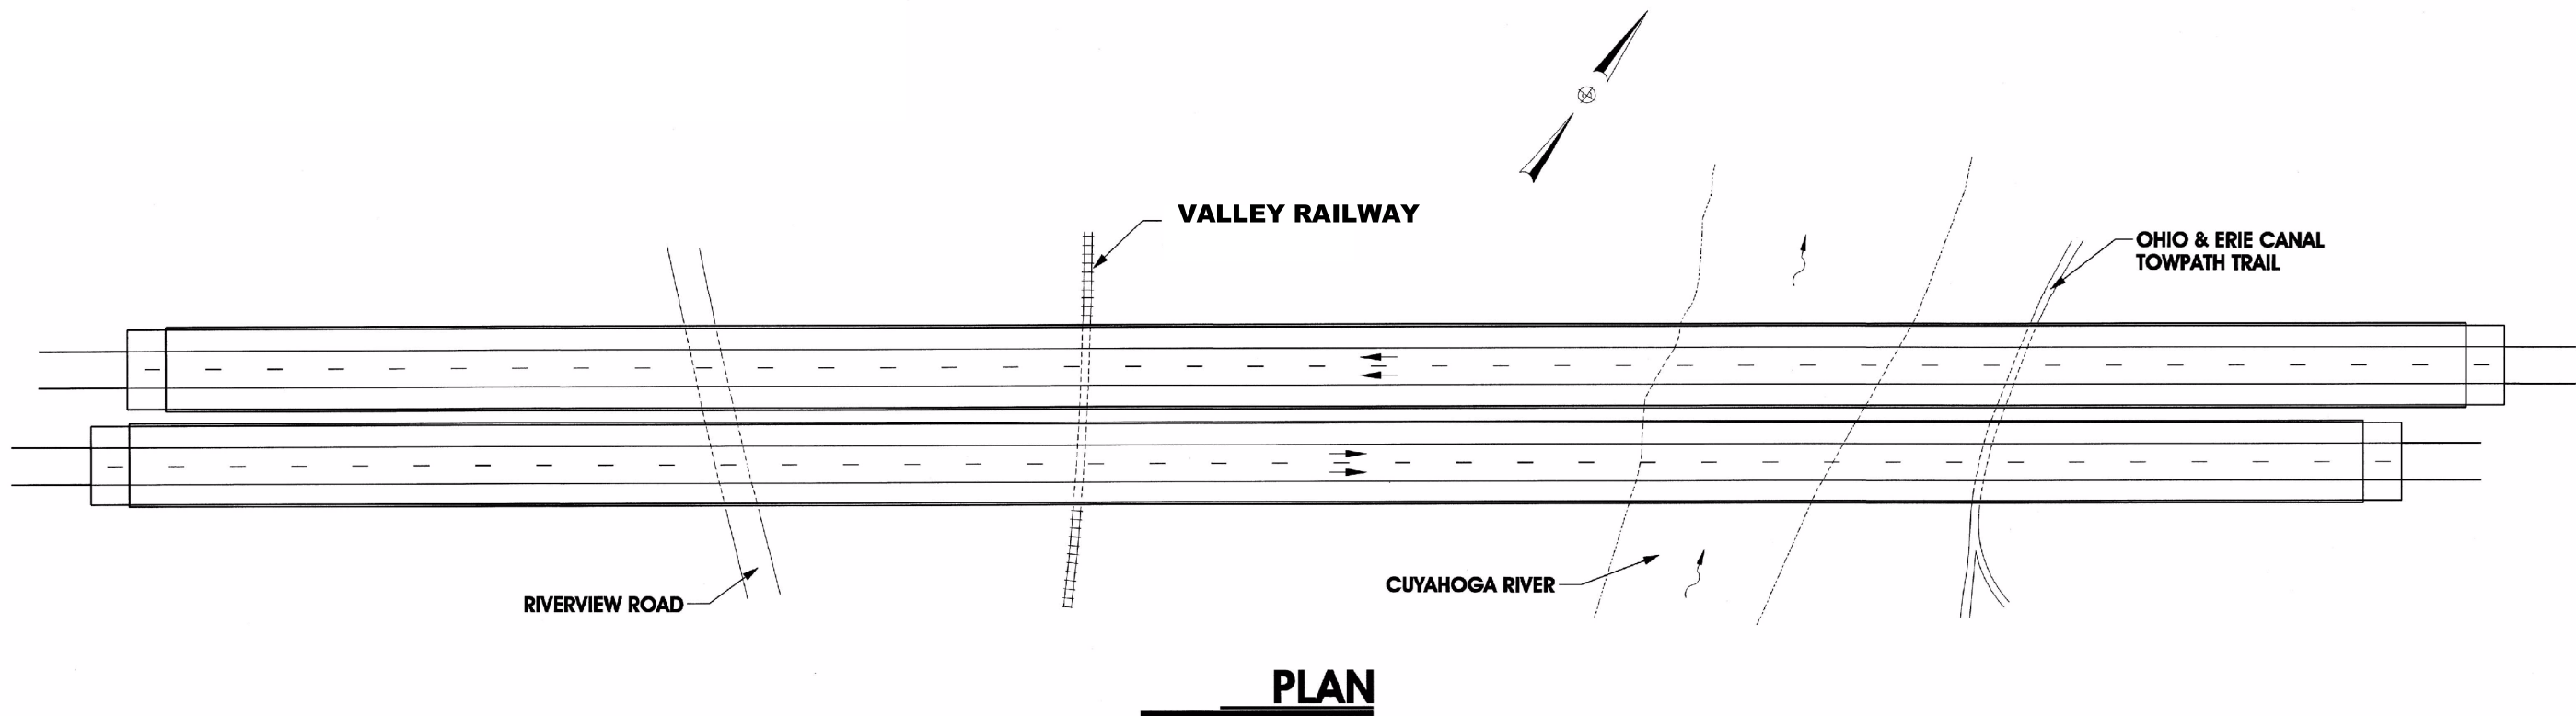 VALLEY RAILWAY
OHIO & ERIE CANAL
TOWPATH TRAIL
RIVERVIEW ROAD
CUYAHOGA RIVER
PLAN